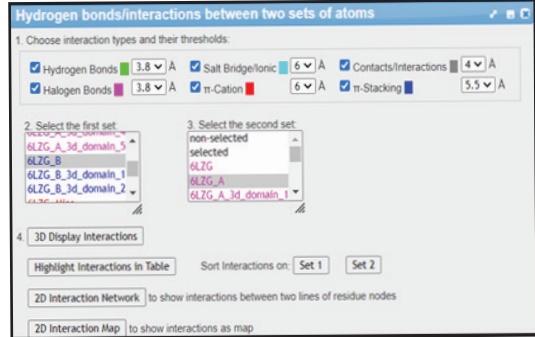 Hydrogen bonds/interactions between two sets of atoms
1. Choose interaction types and their thresholds:
Hydrogen Bonds 3.8 Å Salt Bridge/Ionic 6 Å Contacts/Interactions 4 Å
Halogen Bonds 3.8 Å π-Cation 6 Å π-Stacking 5.5 Å
2. Select the first set: 3. Select the second set:
6LZG_A_3d_domain_5 non-selected
6LZG_B selected
6LZG_B_3d_domain_1 6LZG
6LZG_B_3d_domain_2 6LZG_A
6LZG_A_3d_domain_1
4. 3D Display Interactions
Highlight Interactions in Table Sort Interactions on: Set 1 Set 2
2D Interaction Network to show interactions between two lines of residue nodes
2D Interaction Map to show interactions as map